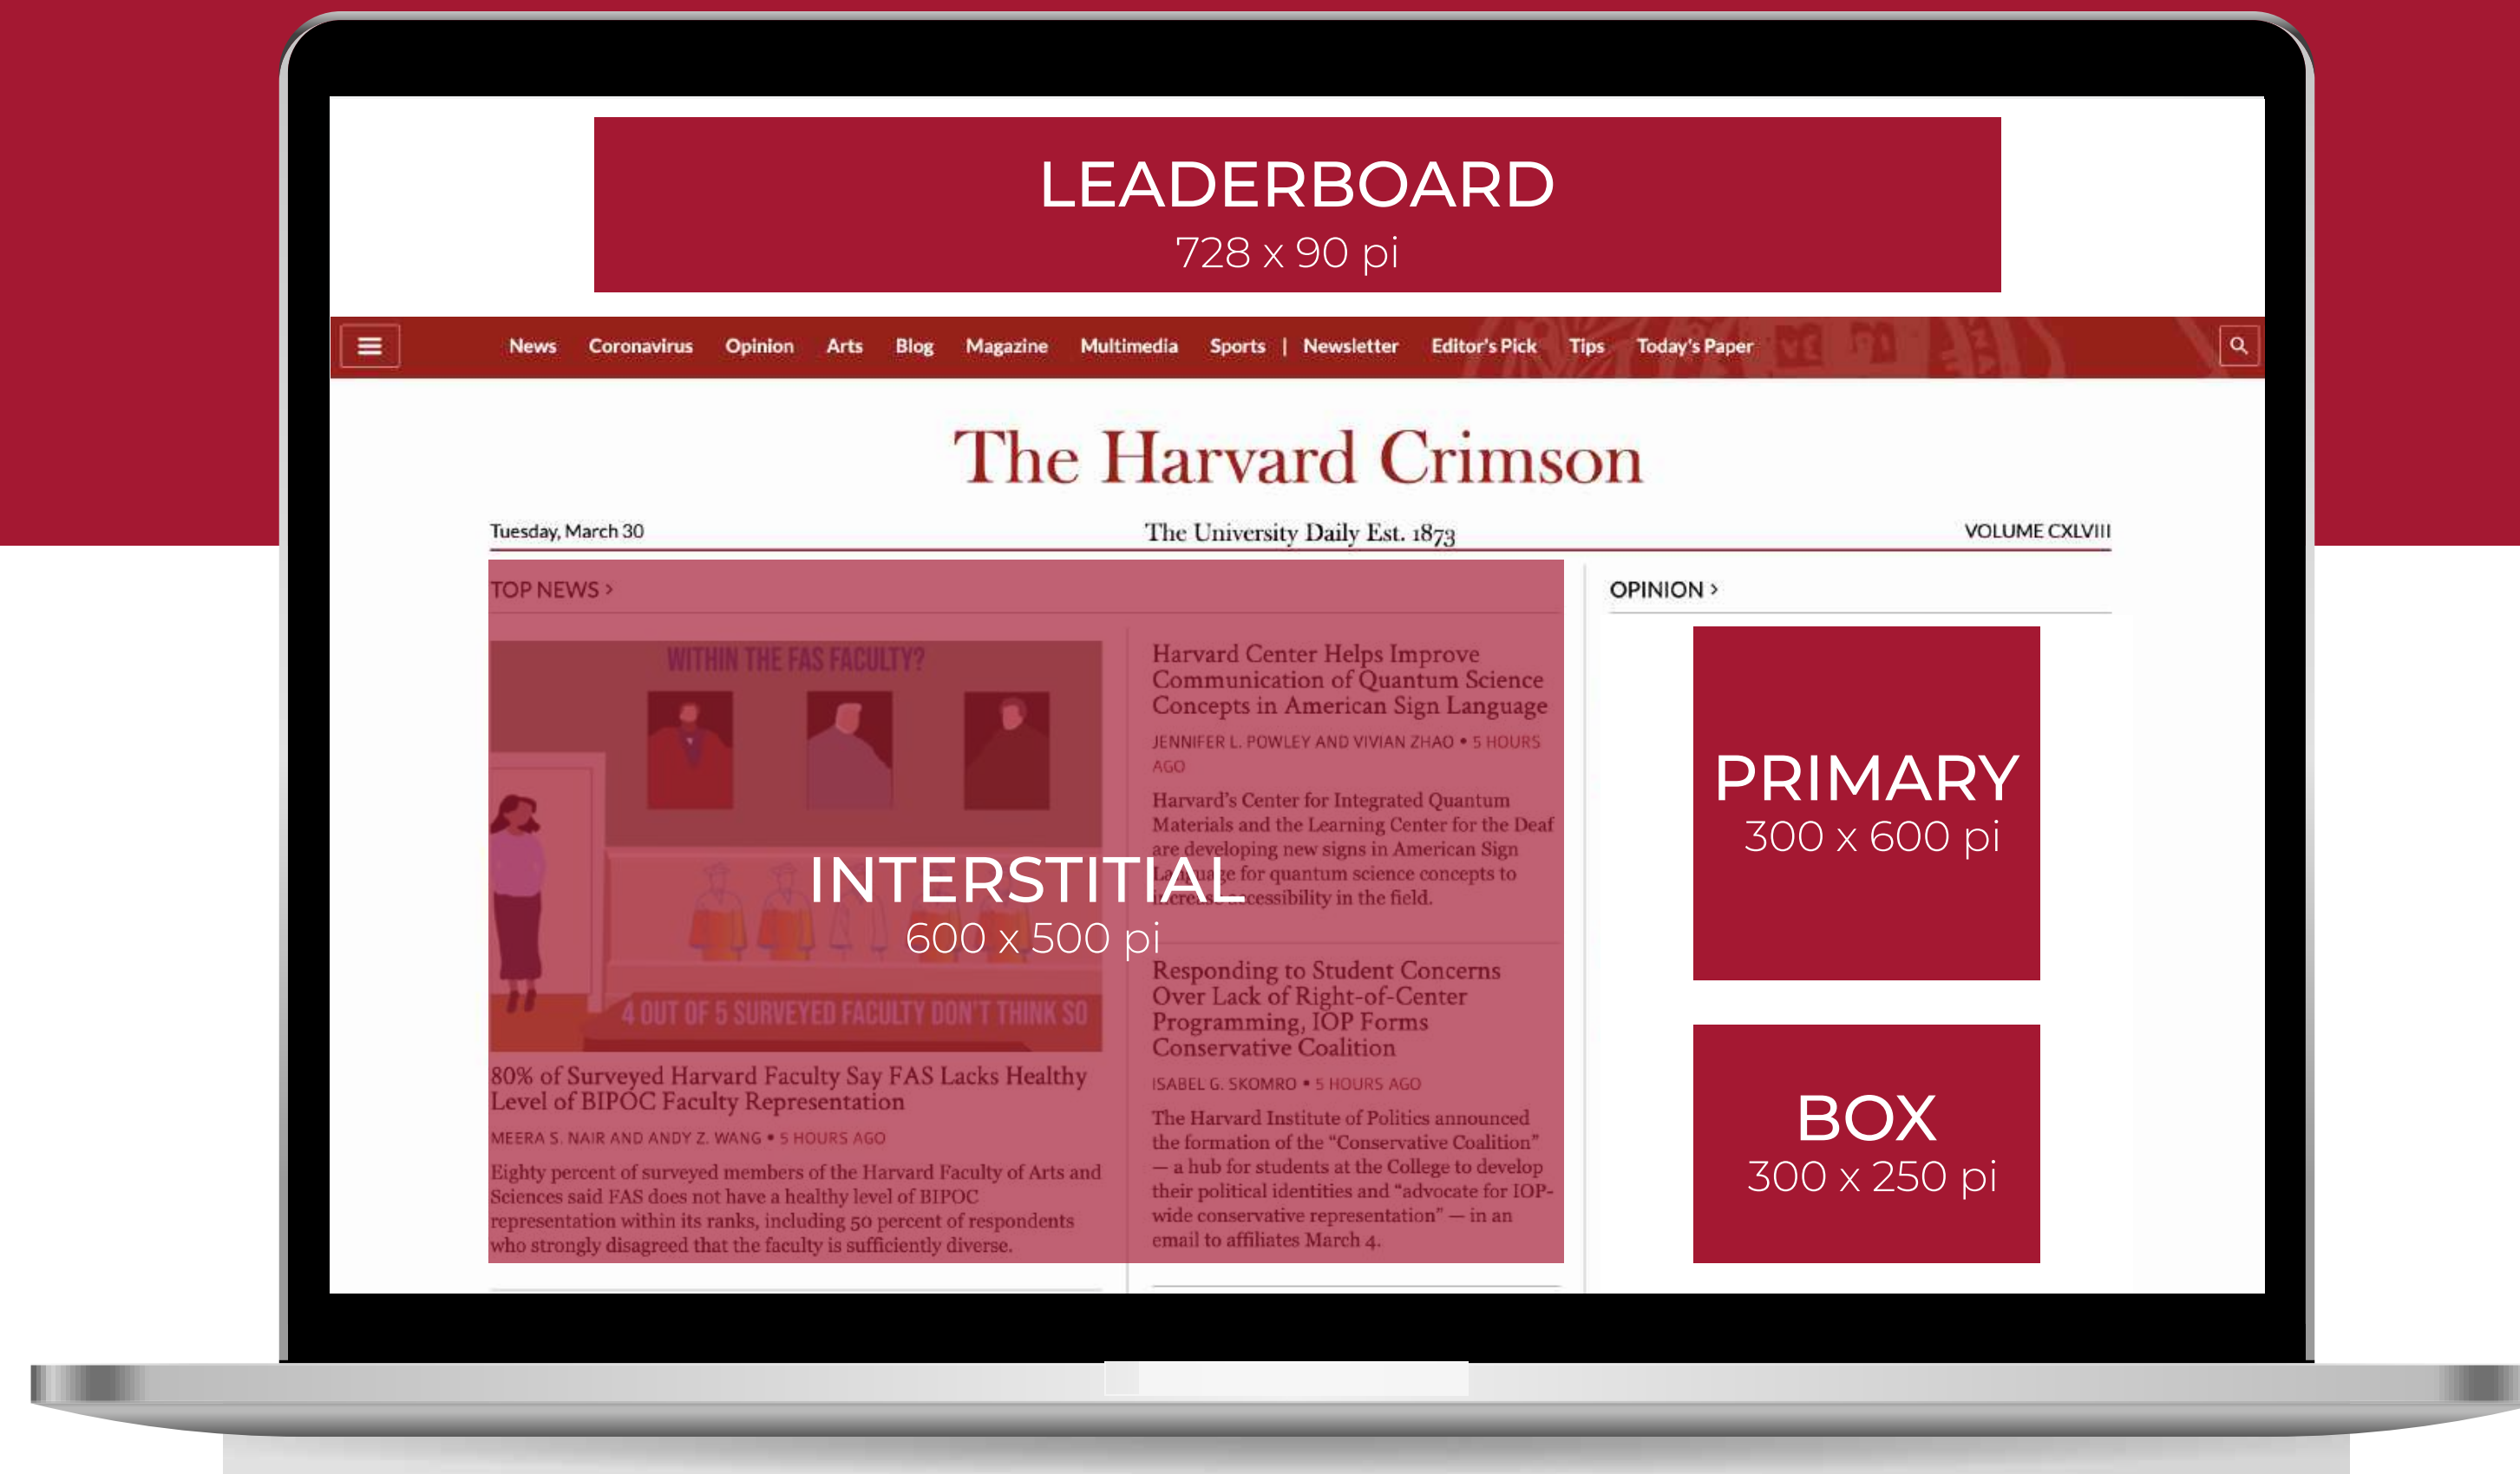 LEADERBOARD
728 x 90 pi
News Coronavirus Opinion Arts Blog Magazine Multimedia Sports | Newsletter Editor's Pick Tips Today's Paper
The Harvard Crimson
Tuesday, March 30
The University Daily Est. 1873
VOLUME CXLVIII
TOP NEWS >
WITHIN THE FAS FACULTY?
4 OUT OF 5 SURVEYED FACULTY DON'T THINK SO
80% of Surveyed Harvard Faculty Say FAS Lacks Healthy
Level of BIPOC Faculty Representation
MEERA S. NAIR AND ANDY Z. WANG • 5 HOURS AGO
Eighty percent of surveyed members of the Harvard Faculty of Arts and
Sciences said FAS does not have a healthy level of BIPOC
representation within its ranks, including 50 percent of respondents
who strongly disagreed that the faculty is sufficiently diverse.
Harvard Center Helps Improve
Communication of Quantum Science
Concepts in American Sign Language
JENNIFER L. POWLEY AND VIVIAN ZHAO • 5 HOURS
AGO
Harvard's Center for Integrated Quantum
Materials and the Learning Center for the Deaf
are developing new signs in American Sign
Language for quantum science concepts to
increase accessibility in the field.
Responding to Student Concerns
Over Lack of Right-of-Center
Programming, IOP Forms
Conservative Coalition
ISABEL G. SKOMRO • 5 HOURS AGO
The Harvard Institute of Politics announced
the formation of the “Conservative Coalition”
— a hub for students at the College to develop
their political identities and “advocate for IOP-
wide conservative representation” — in an
email to affiliates March 4.
INTERSTITIAL
600 x 500 pi
OPINION >
PRIMARY
300 x 600 pi
BOX
300 x 250 pi